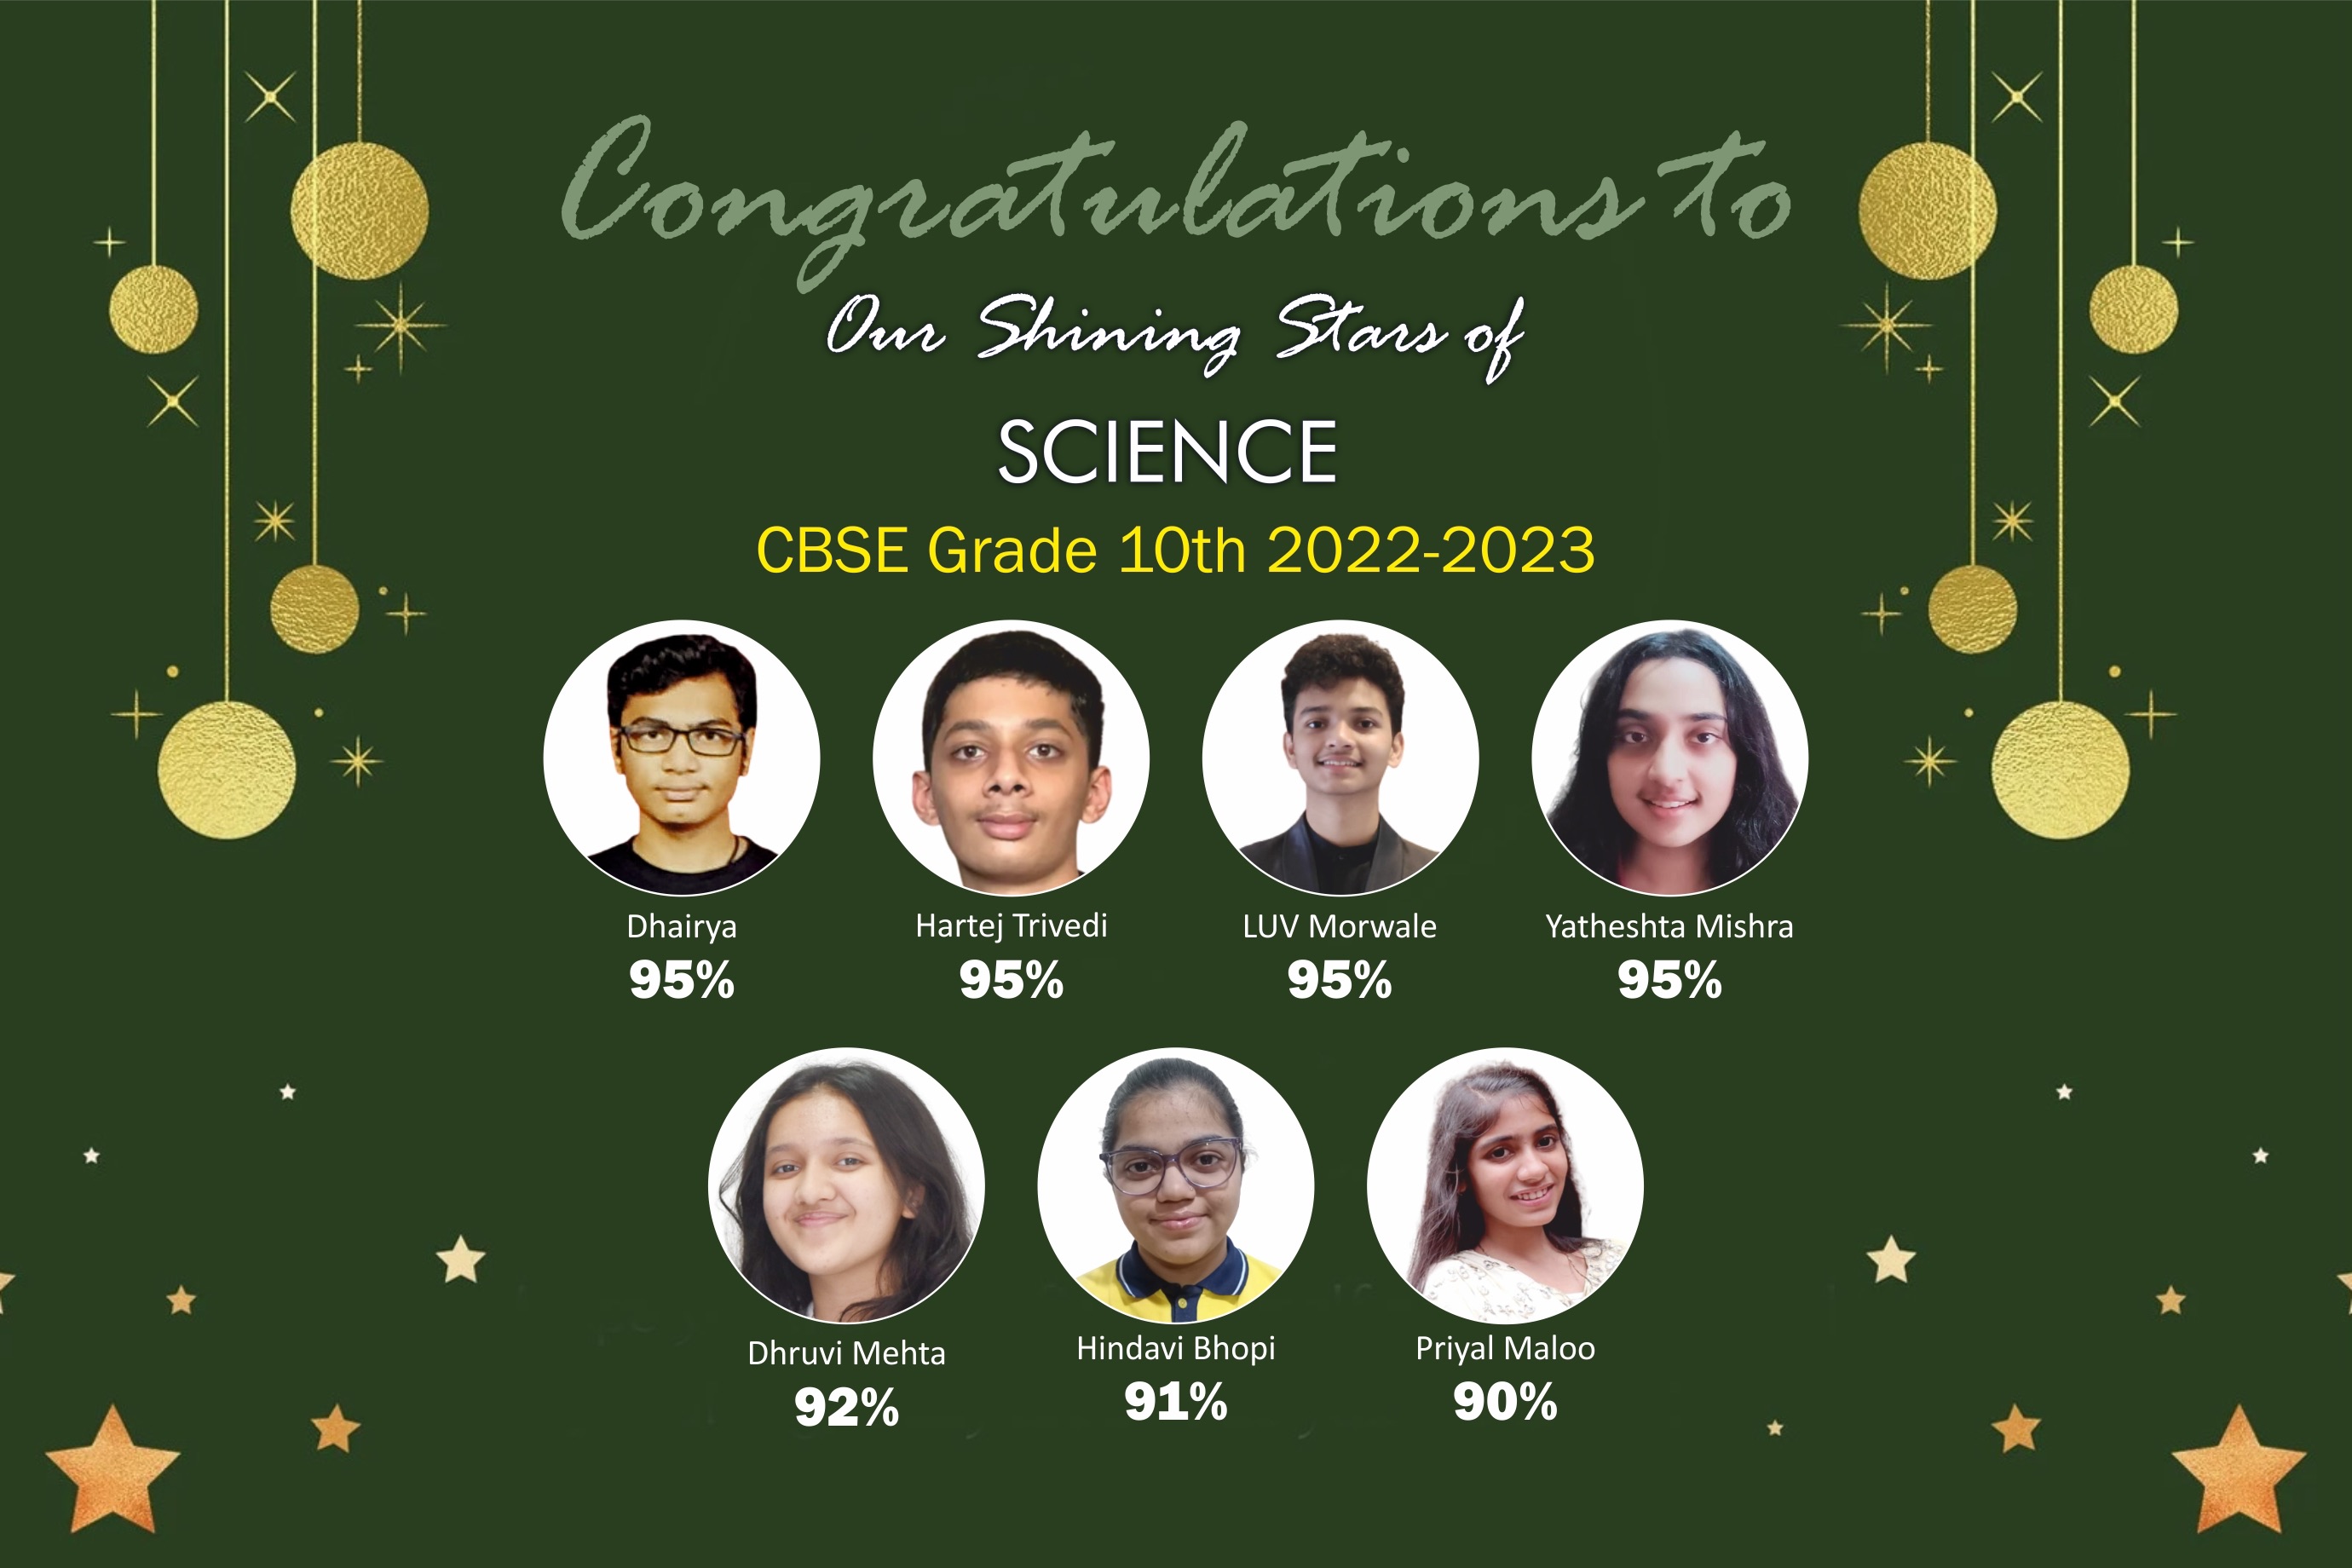 Congratulations to
Our Shining Stars of
SCIENCE
CBSE Grade 10th 2022-2023
Dhairya
95%
Hartej Trivedi
95%
LUV Morwale
95%
Yatheshta Mishra
95%
Dhruvi Mehta
92%
Hindavi Bhopi
91%
Priyal Maloo
90%